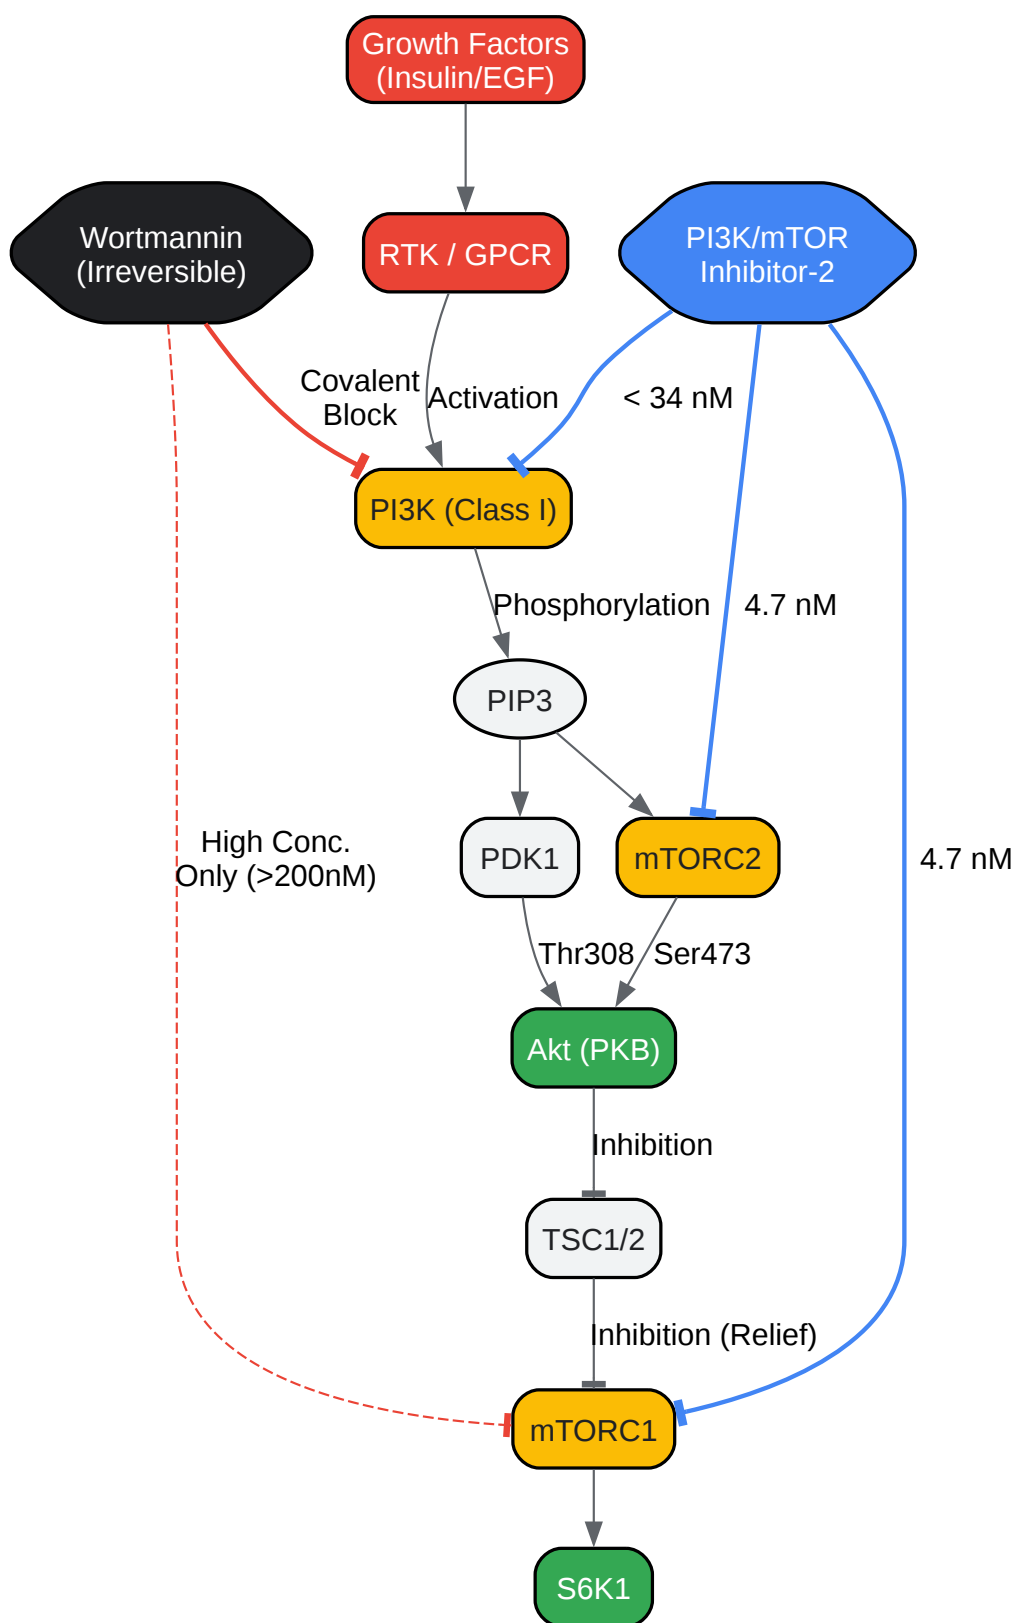 Growth Factors
(Insulin/EGF)
Wortmannin
(Irreversible)
RTK / GPCR
PI3K/mTOR
Inhibitor-2
Covalent
Block
Activation
< 34 nM
PI3K (Class I)
Phosphorylation
4.7 nM
PIP3
High Conc.
Only (>200nM)
PDK1
mTORC2
4.7 nM
Thr308
Ser473
Akt (PKB)
Inhibition
TSC1/2
Inhibition (Relief)
mTORC1
S6K1